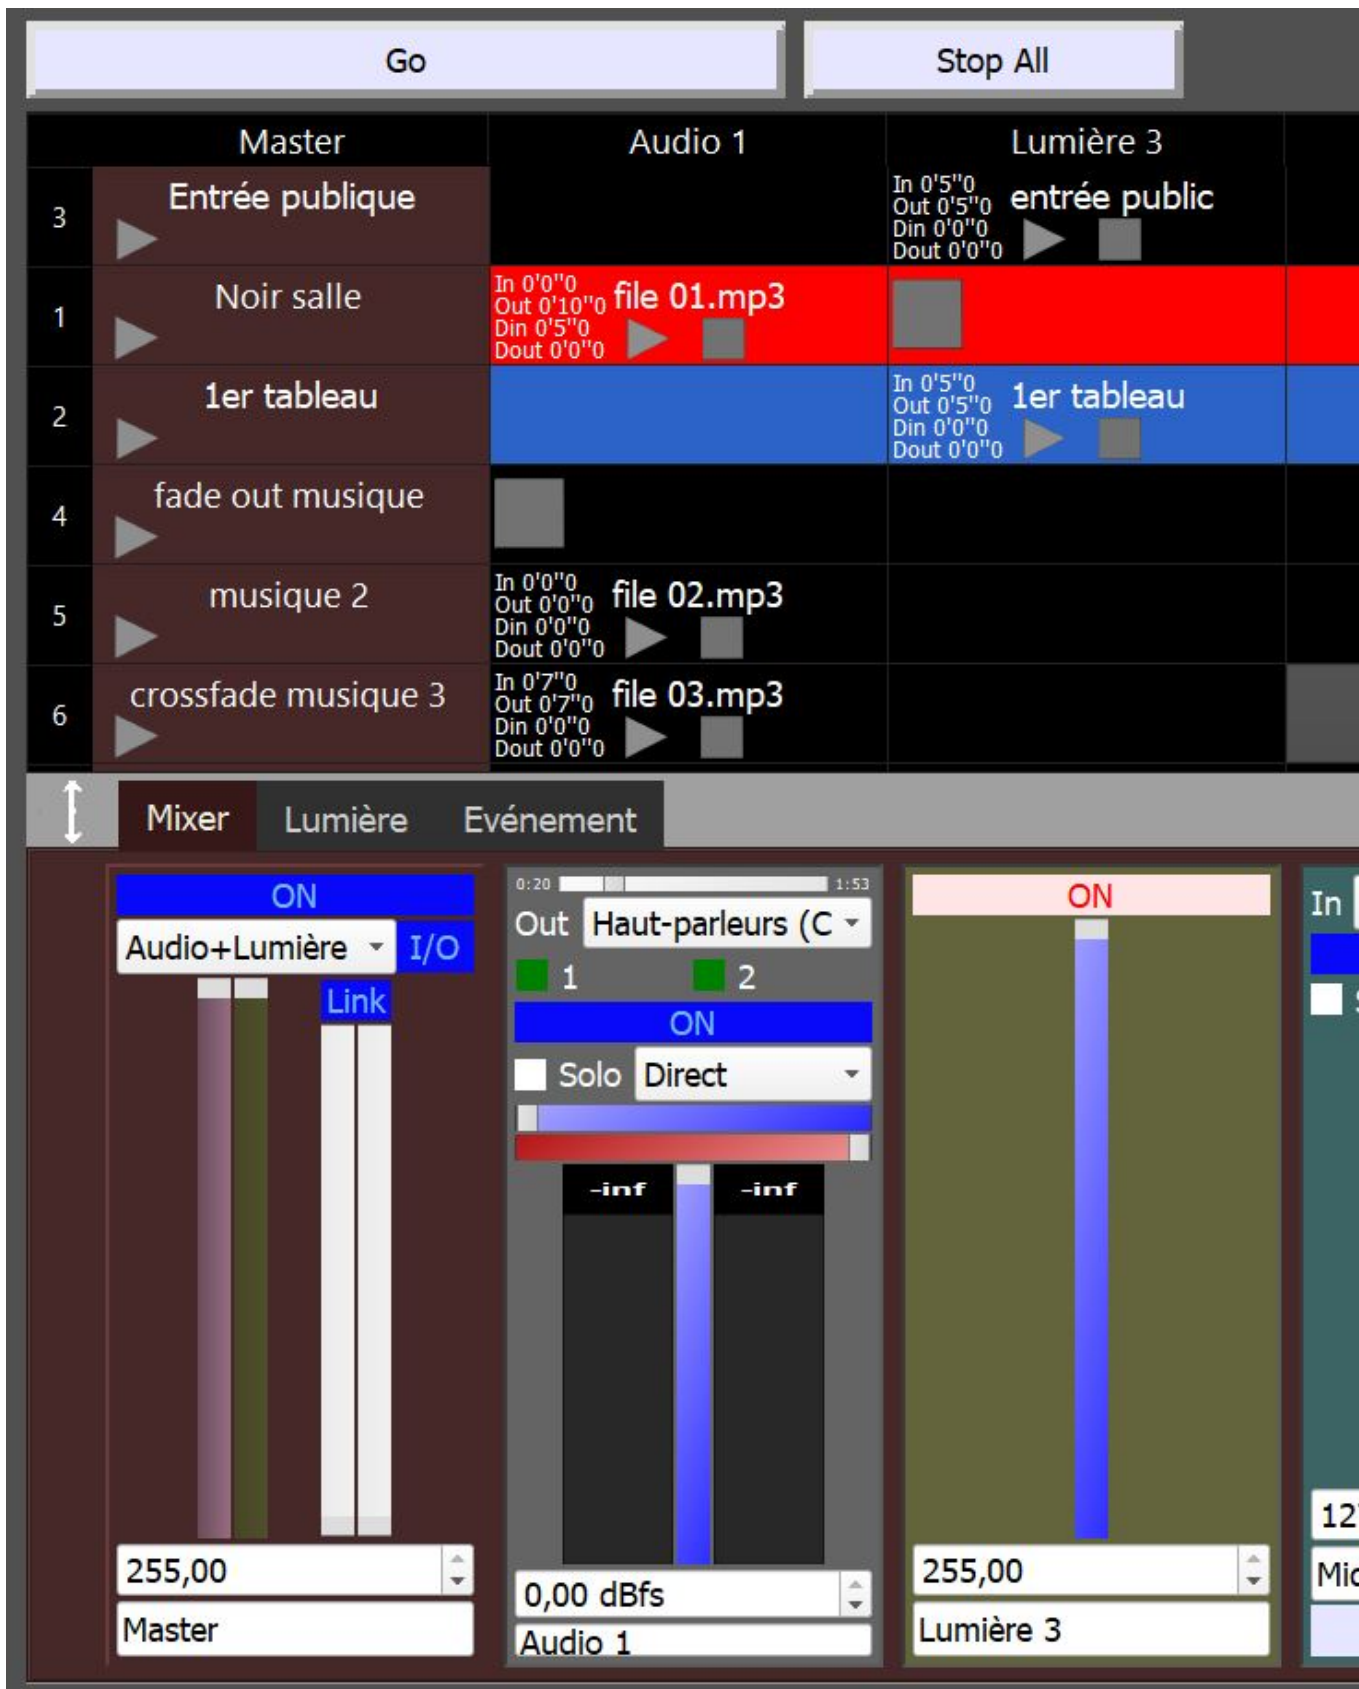 Go Stop All
Master Audio 1 Lumière 3
3 Entrée publique In 0'5"0 Out 0'5"0 Din 0'0"0 Dout 0'0"0 entrée public
1 Noir salle In 0'0"0 Out 0'10"0 Din 0'5"0 Dout 0'0"0 file 01.mp3
2 1er tableau In 0'5"0 Out 0'5"0 Din 0'0"0 Dout 0'0"0 1er tableau
4 fade out musique
5 musique 2 In 0'0"0 Out 0'0"0 Din 0'0"0 Dout 0'0"0 file 02.mp3
6 crossfade musique 3 In 0'7"0 Out 0'7"0 Din 0'0"0 Dout 0'0"0 file 03.mp3
Mixer Lumière Evénement
ON
Audio+Lumière I/O
Link
255,00
Master
0:20 1:53
Out Haut-parleurs (C
1 2
ON
Solo Direct
-inf -inf
0,00 dBfs
Audio 1
ON
255,00
Lumière 3
In